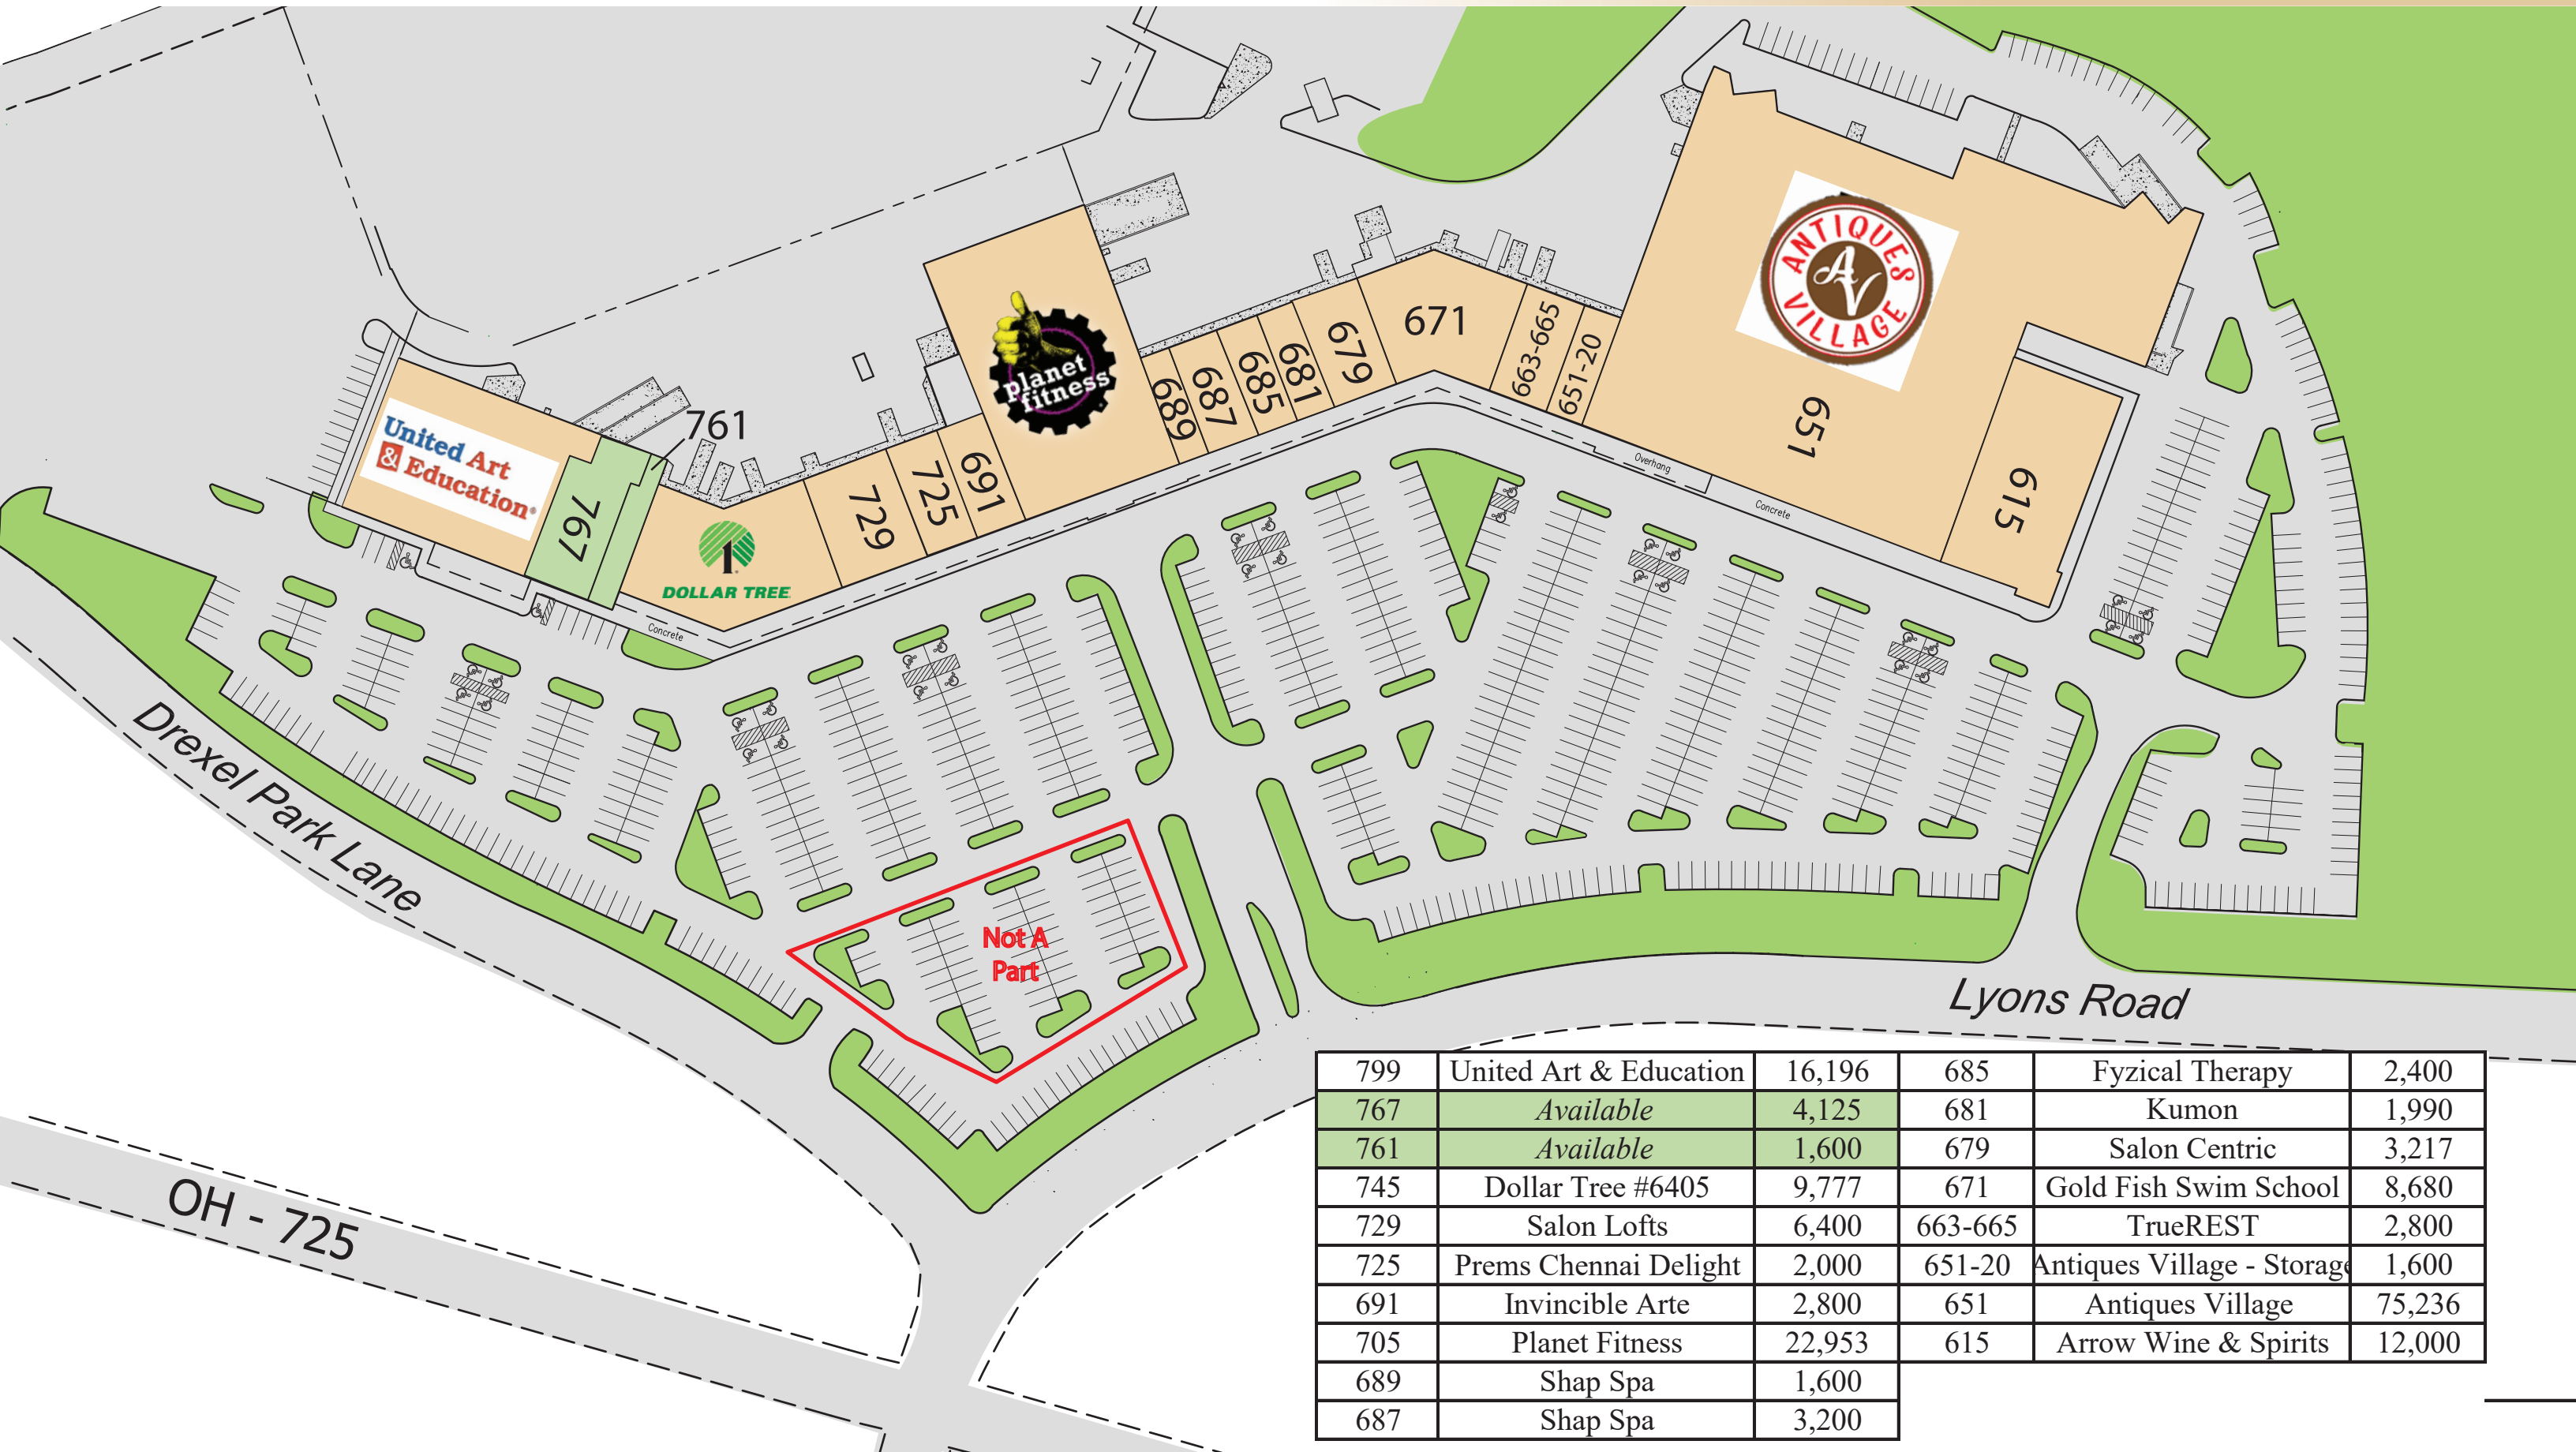 ANTIQUES
AV
VILLAGE
planet
fitness
United Art
& Education®
761
767
1
DOLLAR TREE
729
725
691
689
687
685
681
679
671
663-665
651-20
651
615
Overhang
Concrete
Concrete
Drexel Park Lane
Not A
Part
Lyons Road
OH - 725
799 United Art & Education 16,196 685 Fyzical Therapy 2,400
767 Available 4,125 681 Kumon 1,990
761 Available 1,600 679 Salon Centric 3,217
745 Dollar Tree #6405 9,777 671 Gold Fish Swim School 8,680
729 Salon Lofts 6,400 663-665 TrueREST 2,800
725 Prems Chennai Delight 2,000 651-20 Antiques Village - Storage 1,600
691 Invincible Arte 2,800 651 Antiques Village 75,236
705 Planet Fitness 22,953 615 Arrow Wine & Spirits 12,000
689 Shap Spa 1,600
687 Shap Spa 3,200